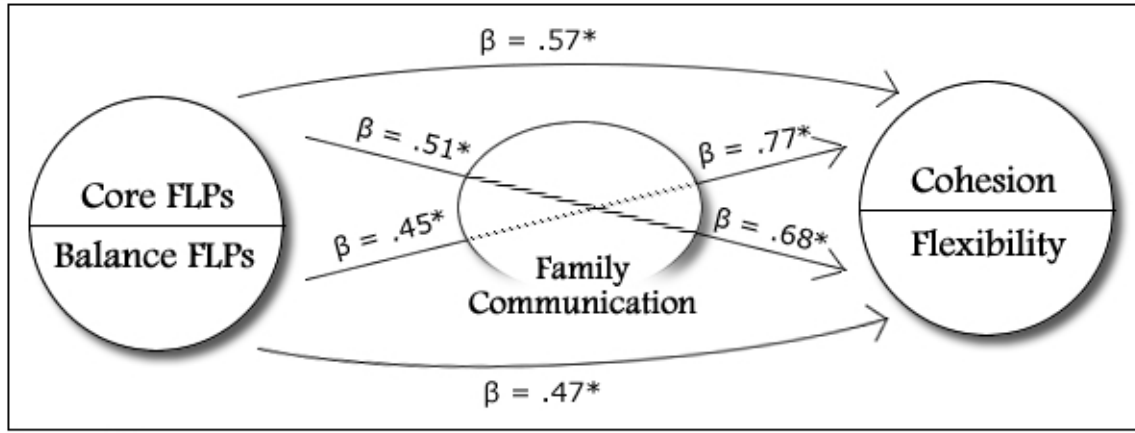 β = .57*
β = .51*
β = .77*
Core FLPs
Balance FLPs
Cohesion
Flexibility
β = .45*
β = .68*
Family
Communication
β = .47*